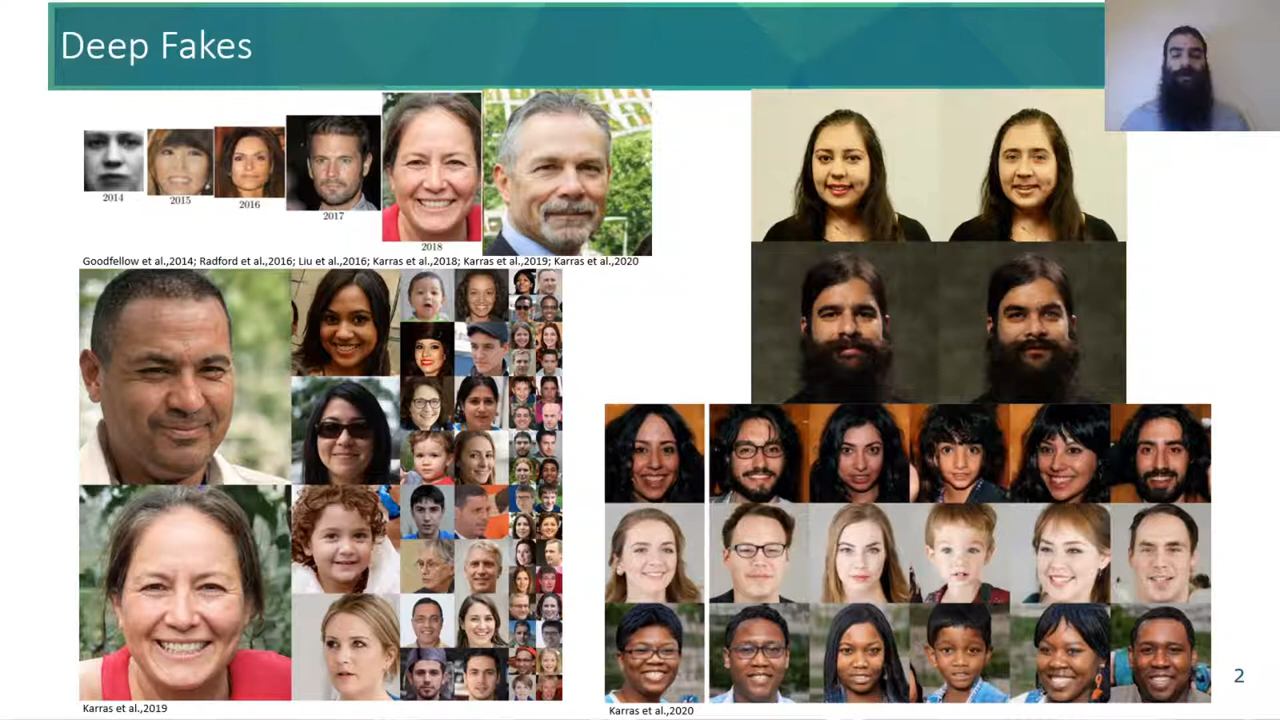 Deep Fakes
2014
2015
2016
2017
2018
Goodfellow et al.,2014; Radford et al.,2016; Liu et al.,2016; Karras et al.,2018; Karras et al.,2019; Karras et al.,2020
Karras et al.,2019
Karras et al.,2020
2